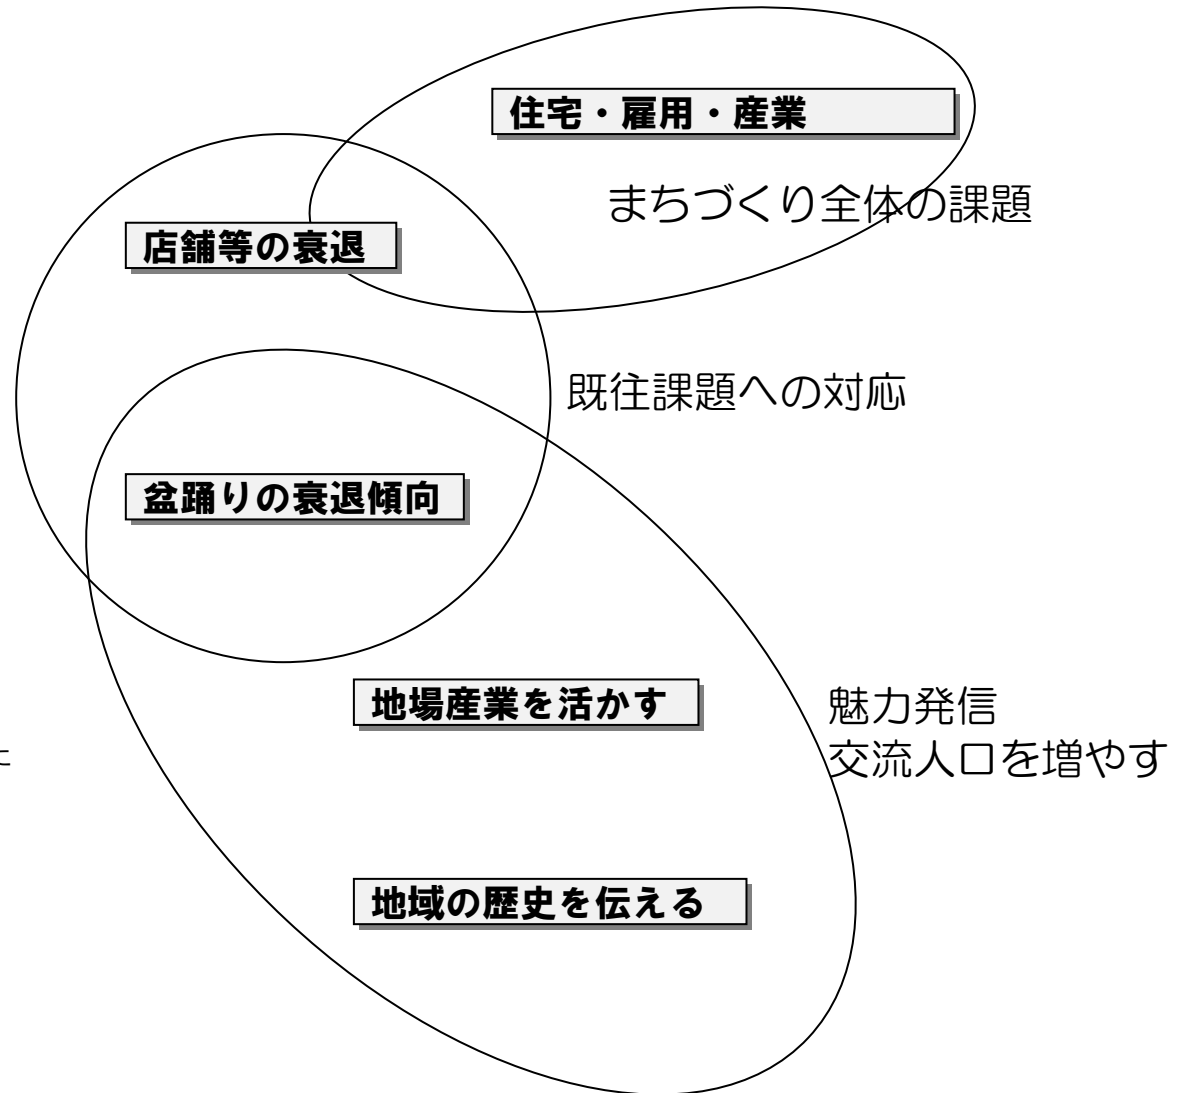 住宅・雇用・産業
まちづくり全体の課題
店舗等の衰退
既往課題への対応
盆踊りの衰退傾向
地場産業を活かす
魅力発信
交流人口を増やす
に
地域の歴史を伝える